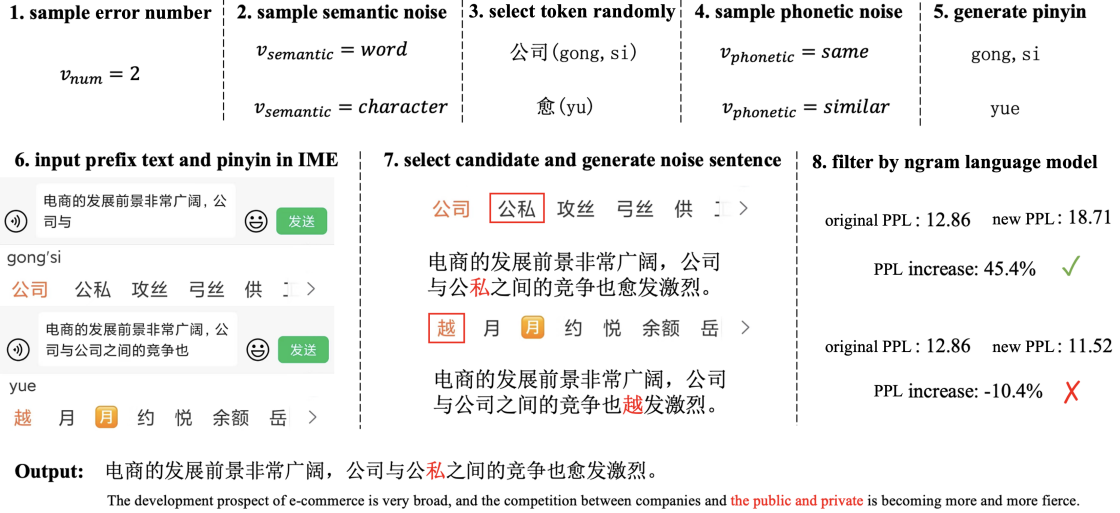 1. sample error number
v_num = 2
2. sample semantic noise
v_semantic = word
v_semantic = character
3. select token randomly
公司(gong, si)
愈(yu)
4. sample phonetic noise
v_phonetic = same
v_phonetic = similar
5. generate pinyin
gong, si
yue
6. input prefix text and pinyin in IME
电商的发展前景非常广阔，公
司与
发送
gong'si
公司 公私 攻丝 弓丝 供
电商的发展前景非常广阔，公
司与公司之间的竞争也
发送
yue
越 月 月 约 悦 余额 岳
7. select candidate and generate noise sentence
公司 公私 攻丝 弓丝 供
电商的发展前景非常广阔，公司
与公私之间的竞争也愈发激烈。
越 月 月 约 悦 余额 岳
电商的发展前景非常广阔，公司
与公司之间的竞争也越发激烈。
8. filter by ngram language model
original PPL : 12.86 new PPL : 18.71
PPL increase: 45.4% ✓
original PPL : 12.86 new PPL : 11.52
PPL increase: -10.4% ✗
Output: 电商的发展前景非常广阔，公司与公私之间的竞争也愈发激烈。
The development prospect of e-commerce is very broad, and the competition between companies and the public and private is becoming more and more fierce.